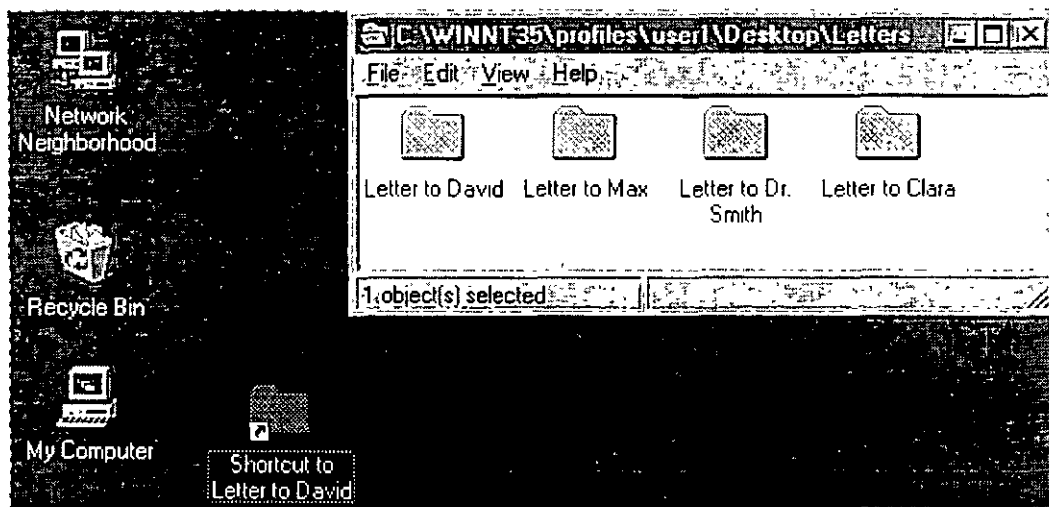 Network
Neighborhood
Recycle Bin
My Computer
Shortcut to
Letter to David
C:\WINNT35\profiles\user1\Desktop\Letters
File Edit View Help
Letter to David Letter to Max Letter to Dr. Letter to Clara
Smith
1 object(s) selected